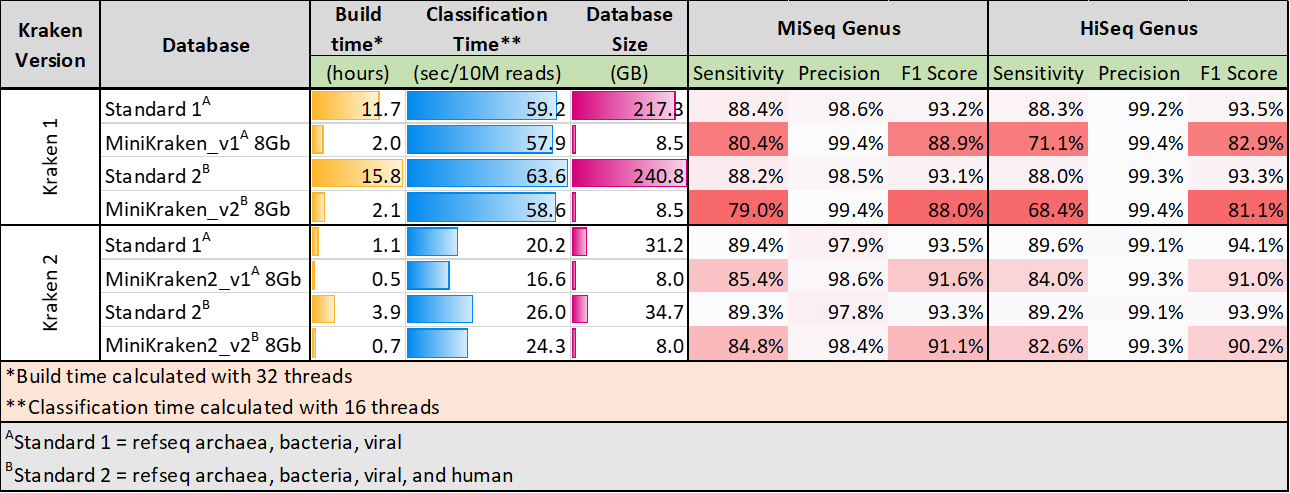 Kraken Version Database Build time* Classification Time** Database Size MiSeq Genus HiSeq Genus
(hours) (sec/10M reads) (GB) Sensitivity Precision F1 Score Sensitivity Precision F1 Score
Kraken 1
Standard 1A 11.7 59.2 217.3 88.4% 98.6% 93.2% 88.3% 99.2% 93.5%
MiniKraken_v1A 8Gb 2.0 57.9 8.5 80.4% 99.4% 88.9% 71.1% 99.4% 82.9%
Standard 2B 15.8 63.6 240.8 88.2% 98.5% 93.1% 88.0% 99.3% 93.3%
MiniKraken_v2B 8Gb 2.1 58.6 8.5 79.0% 99.4% 88.0% 68.4% 99.4% 81.1%
Kraken 2
Standard 1A 1.1 20.2 31.2 89.4% 97.9% 93.5% 89.6% 99.1% 94.1%
MiniKraken2_v1A 8Gb 0.5 16.6 8.0 85.4% 98.6% 91.6% 84.0% 99.3% 91.0%
Standard 2B 3.9 26.0 34.7 89.3% 97.8% 93.3% 89.2% 99.1% 93.9%
MiniKraken2_v2B 8Gb 0.7 24.3 8.0 84.8% 98.4% 91.1% 82.6% 99.3% 90.2%
*Build time calculated with 32 threads
**Classification time calculated with 16 threads
AStandard 1 = refseq archaea, bacteria, viral
BStandard 2 = refseq archaea, bacteria, viral, and human